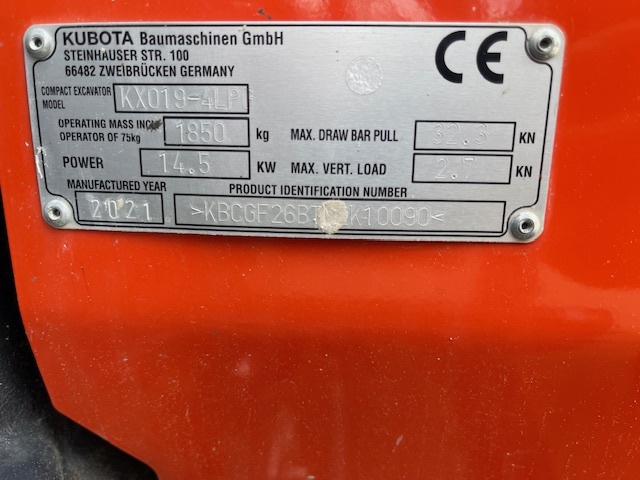 KUBOTA Baumaschinen GmbH
STEINHAUSER STR. 100
66482 ZWEIBRÜCKEN GERMANY
CE
COMPACT EXCAVATOR
MODEL
KX019-4LP
OPERATING MASS INCL
OPERATOR OF 75kg
1850 kg
MAX. DRAW BAR PULL 32.3 KN
POWER 14.5 KW
MAX. VERT. LOAD 2.7 KN
MANUFACTURED YEAR
2021
PRODUCT IDENTIFICATION NUMBER